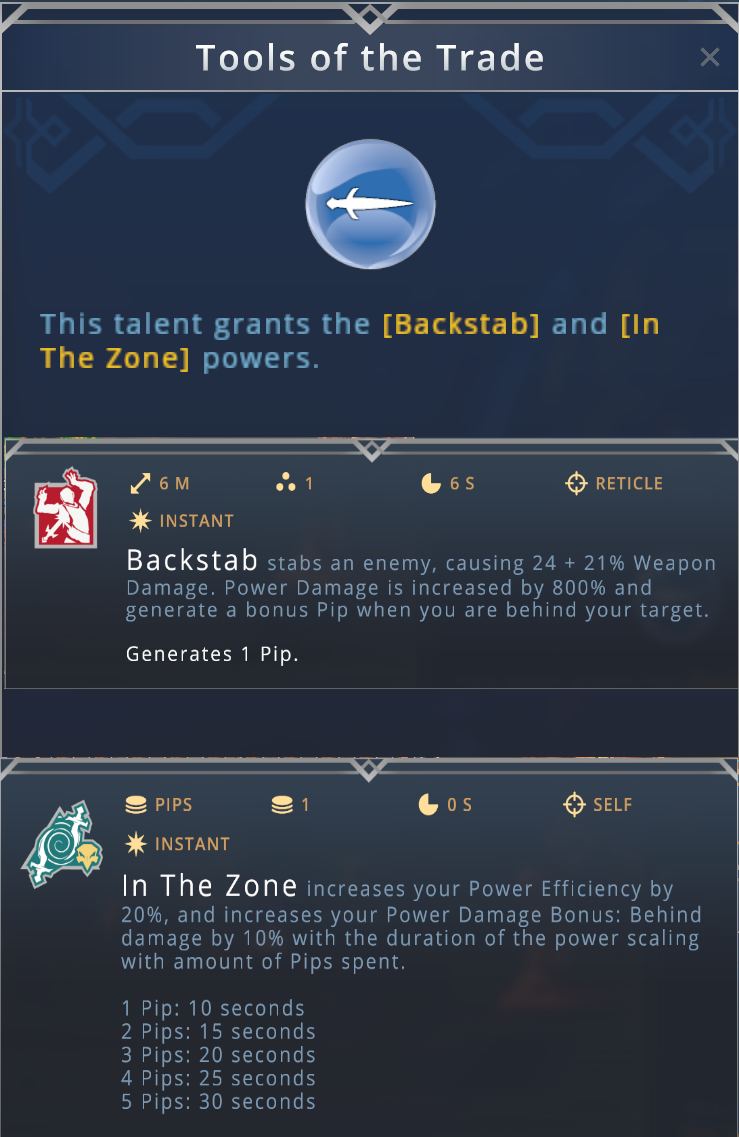 Tools of the Trade ×
This talent grants the [Backstab] and [In
The Zone] powers.
6 M 1 6 S RETICLE
INSTANT
Backstab stabs an enemy, causing 24 + 21% Weapon
Damage. Power Damage is increased by 800% and
generate a bonus Pip when you are behind your target.
Generates 1 Pip.
PIPS 1 0 S SELF
INSTANT
In The Zone increases your Power Efficiency by
20%, and increases your Power Damage Bonus: Behind
damage by 10% with the duration of the power scaling
with amount of Pips spent.
1 Pip: 10 seconds
2 Pips: 15 seconds
3 Pips: 20 seconds
4 Pips: 25 seconds
5 Pips: 30 seconds